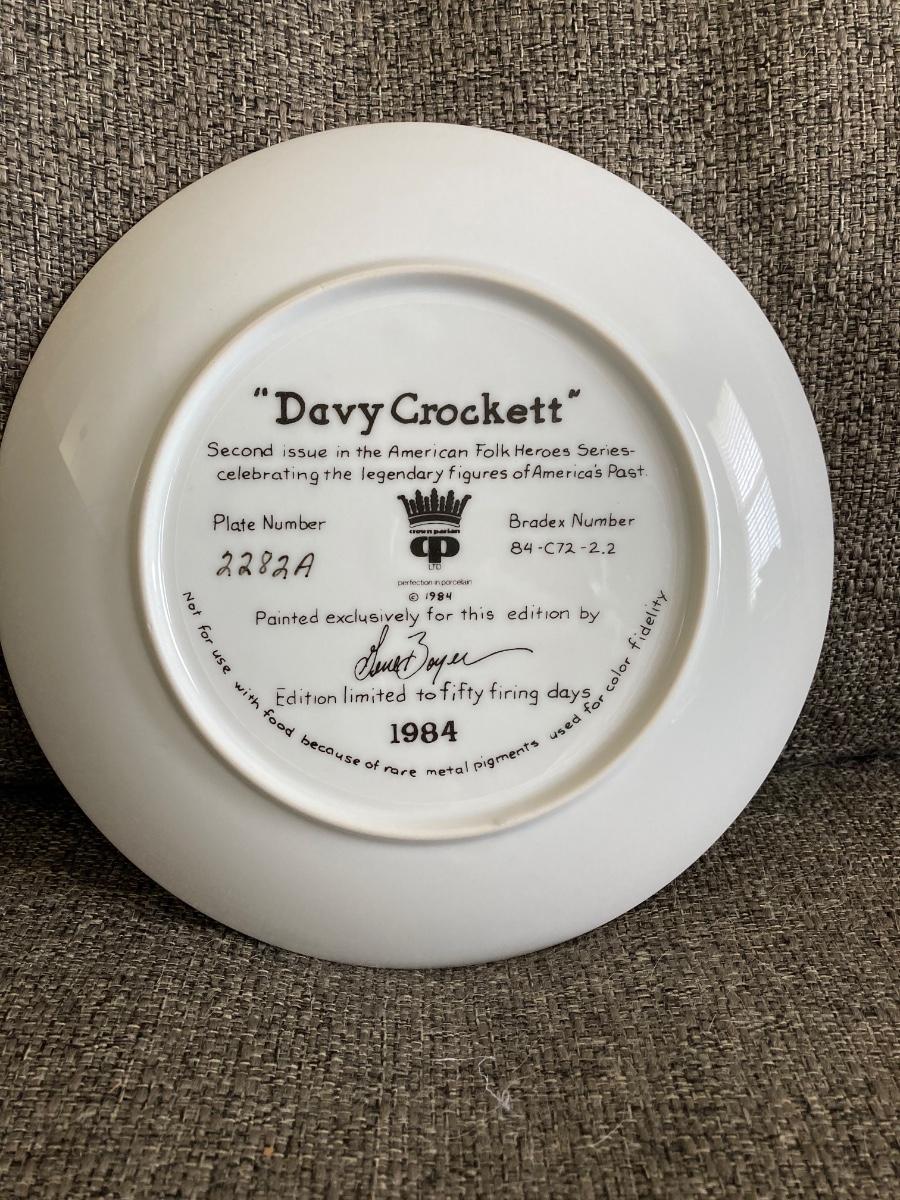 "Davy Crockett"
Second issue in the American Folk Heroes Series-
celebrating the legendary figures of America's Past.
Plate Number
2282A
crown parian
cp
LTD
perfection in porcelain
© 1984
Bradex Number
84-C72-2.2
Painted exclusively for this edition by
Gene Boyer
Edition limited to fifty firing days
1984
Not for use with food because of rare metal pigments used for color fidelity